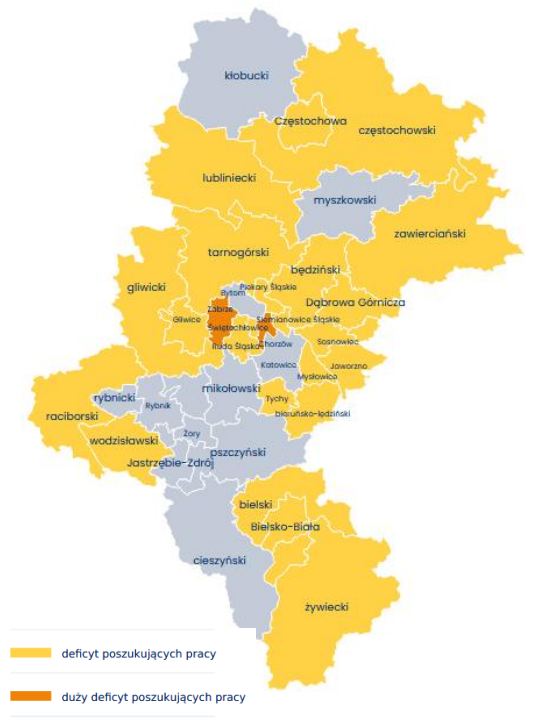 kłobucki
Częstochowa
częstochowski
lubliniecki
myszkowski
zawierciański
tarnogórski
będziński
gliwicki
Piekary Śląskie
Bytom
Dąbrowa Górnicza
Zabrze
Gliwice
Siemianowice Śląskie
Świętochłowice
Sosnowiec
Ruda Śląska
Chorzów
Katowice
Jaworzno
Mysłowice
mikołowski
rybnicki
Rybnik
Tychy
raciborski
bieruńsko-lędziński
Żory
wodzisławski
pszczyński
Jastrzębie-Zdrój
bielski
Bielsko-Biała
cieszyński
żywiecki
deficyt poszukujących pracy
duży deficyt poszukujących pracy